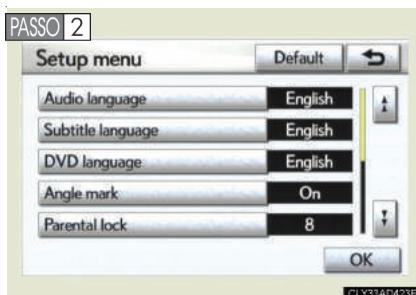 PASSO 2
Setup menu Default
Audio language English
Subtitle language English
DVD language English
Angle mark On
Parental lock 8
OK
CLY33AD423E